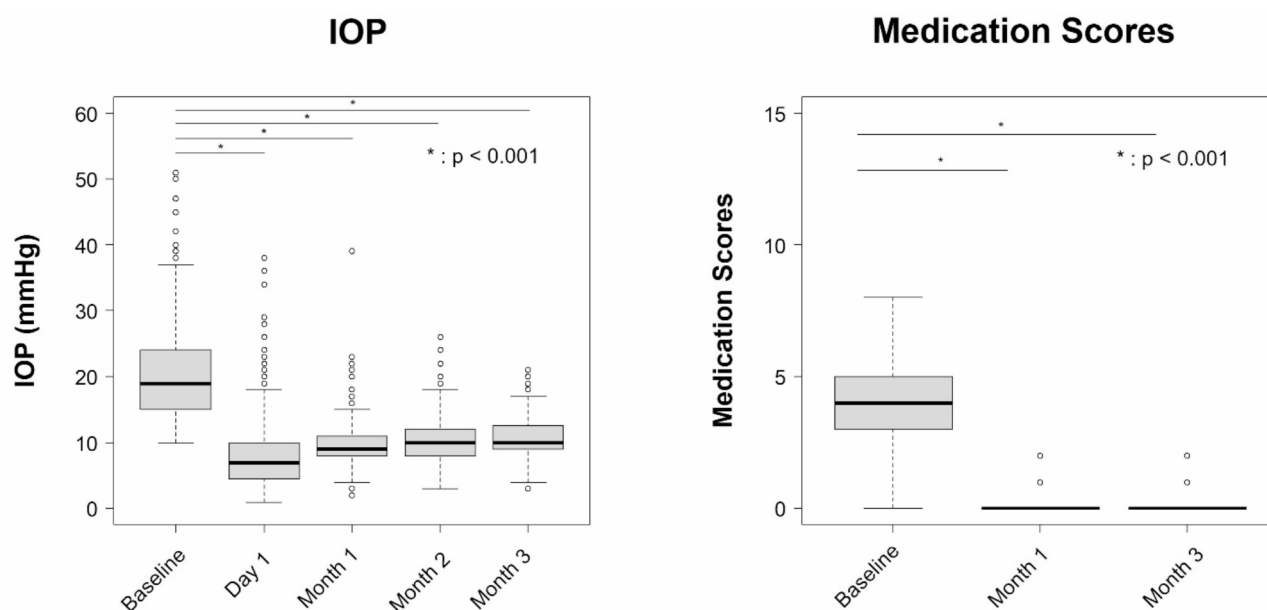 IOP
IOP (mmHg)
60
50
40
30
20
10
0
*
*
*
*
* : p < 0.001
Baseline
Day 1
Month 1
Month 2
Month 3
Medication Scores
Medication Scores
15
10
5
0
*
*
* : p < 0.001
Baseline
Month 1
Month 3